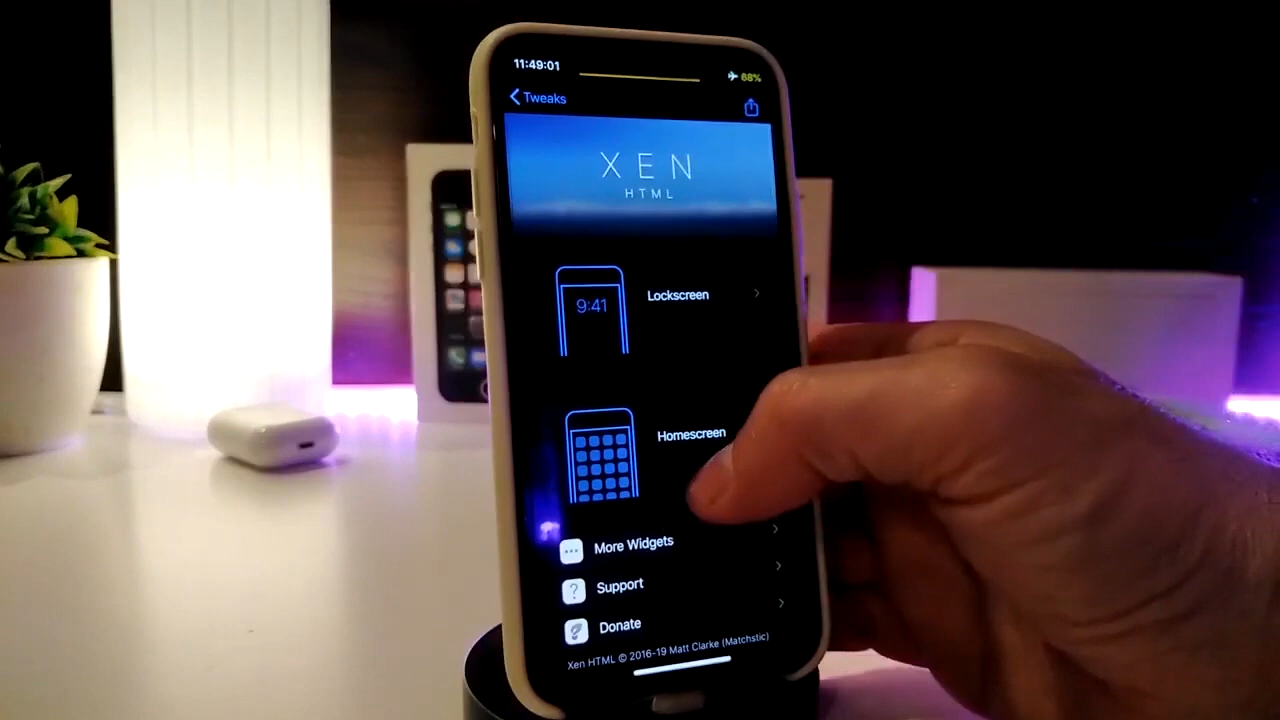 11:49:01
68%
Tweaks
XEN
HTML
9:41
Lockscreen
Homescreen
More Widgets
Support
Donate
Xen HTML © 2016-19 Matt Clarke (Matchstic)